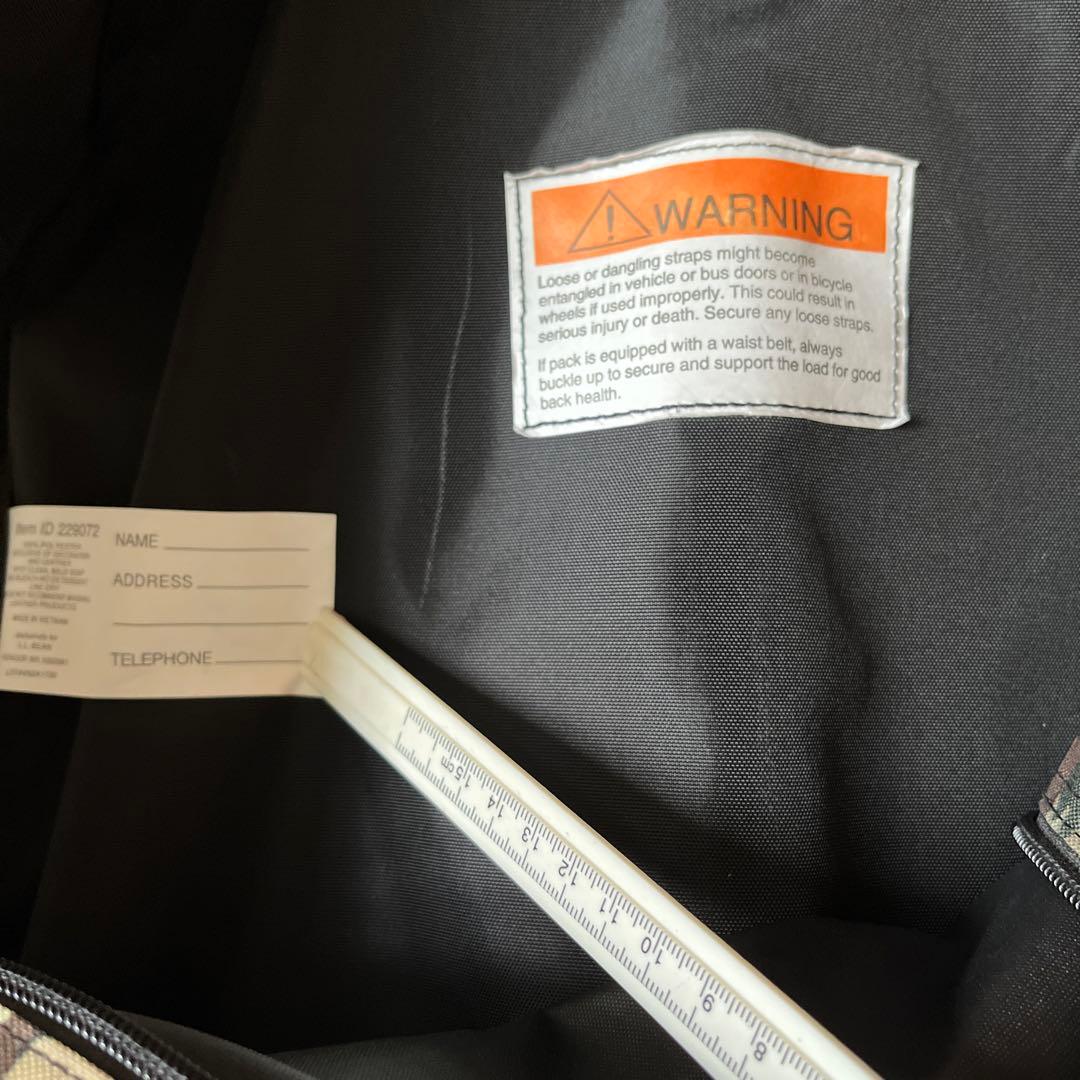 WARNING
Loose or dangling straps might become
entangled in vehicle or bus doors or in bicycle
wheels if used improperly. This could result in
serious injury or death. Secure any loose straps.
If pack is equipped with a waist belt, always
buckle up to secure and support the load for good
back health.
Item ID 229072
MADE IN VIETNAM
L.L. BEAN
NAME
ADDRESS
TELEPHONE
15cm
14
13
12
11
10
9
8